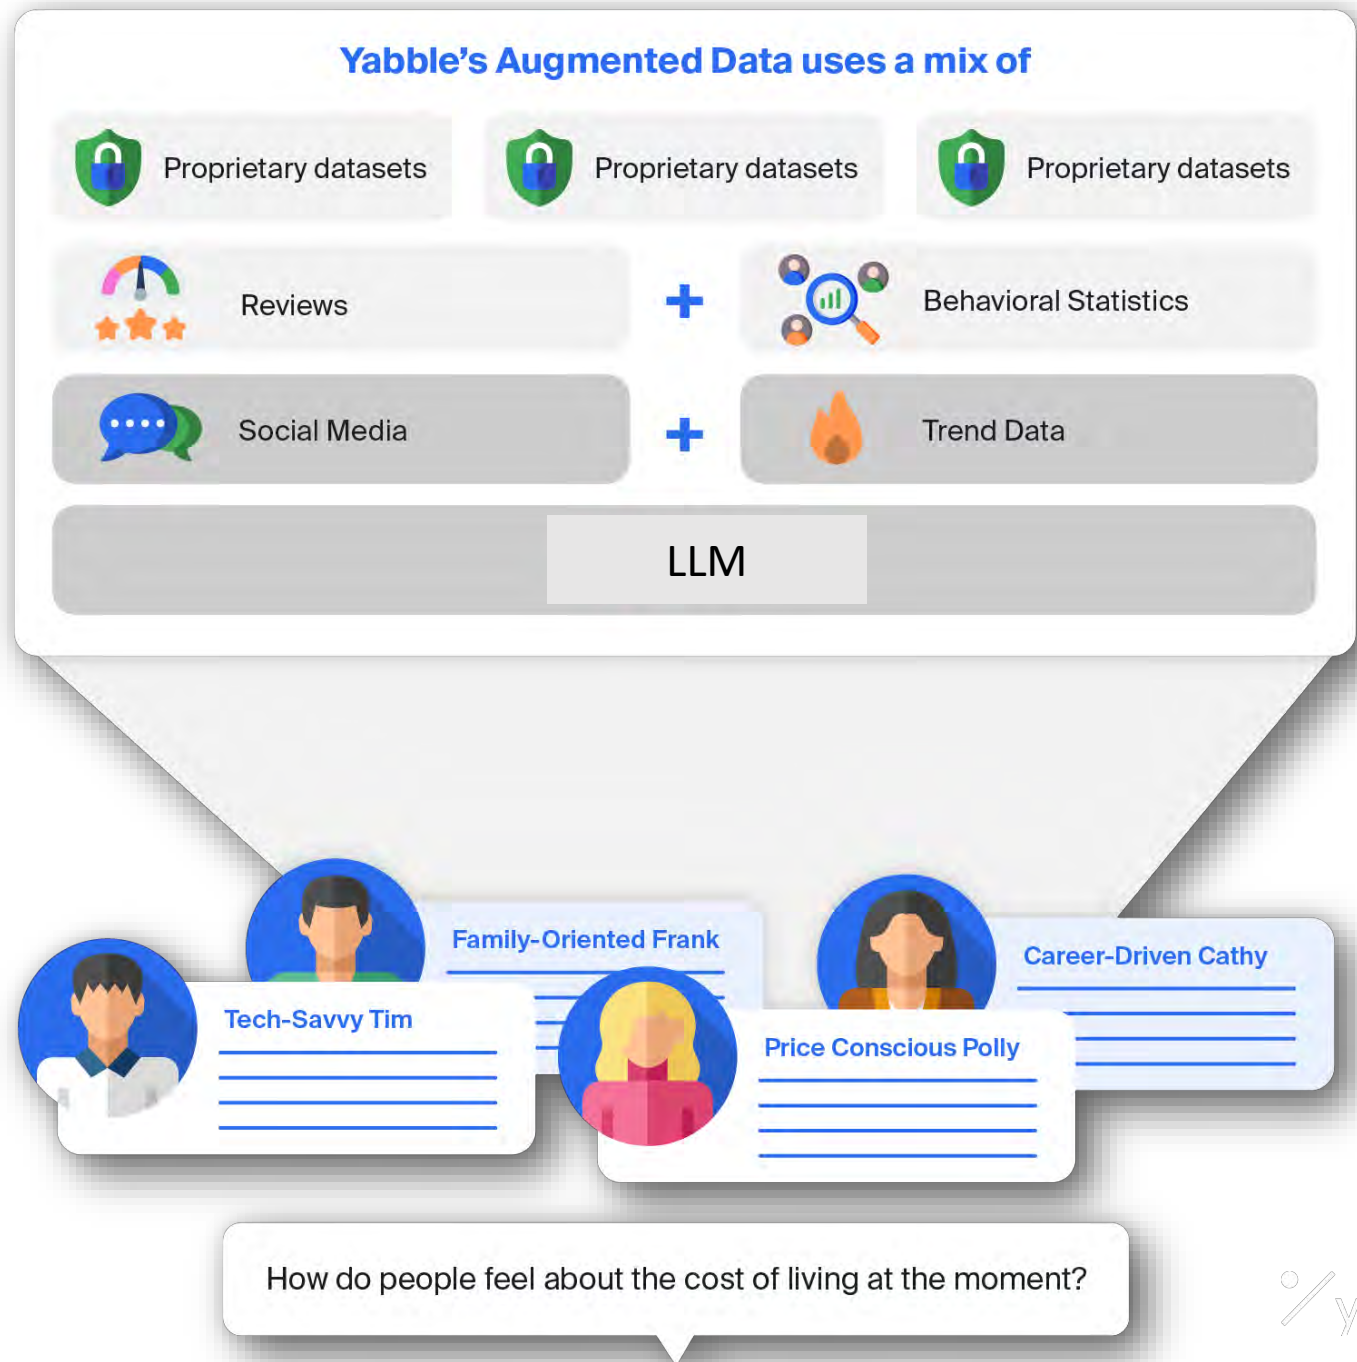 Yabble's Augmented Data uses a mix of
Proprietary datasets
Proprietary datasets
Proprietary datasets
Reviews
+
Behavioral Statistics
Social Media
+
Trend Data
LLM
Family-Oriented Frank
Career-Driven Cathy
Tech-Savvy Tim
Price Conscious Polly
How do people feel about the cost of living at the moment?